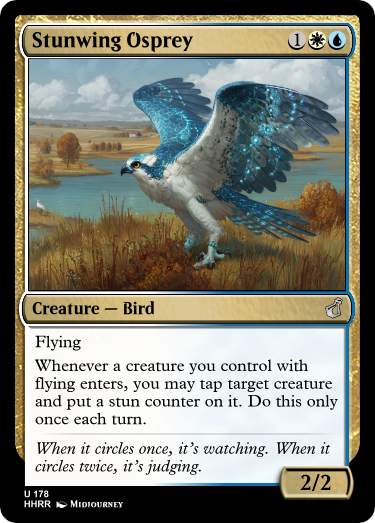 Stunwing Osprey 1
Creature — Bird
Flying
Whenever a creature you control with
flying enters, you may tap target creature
and put a stun counter on it. Do this only
once each turn.
When it circles once, it's watching. When it
circles twice, it's judging.
2/2
U 178
HHRR Midjourney